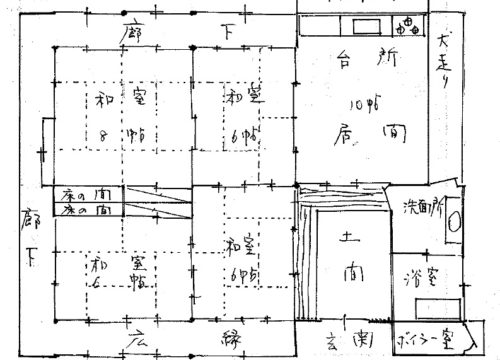 廊 下
台 所
犬走り
和 室
8 帖
和室
6帖
10帖
居 間
床の間
床の間
洗面所
廊
下
和 室
6 帖
和室
6帖
土
間
浴室
広 縁
玄 関
ボイラー室